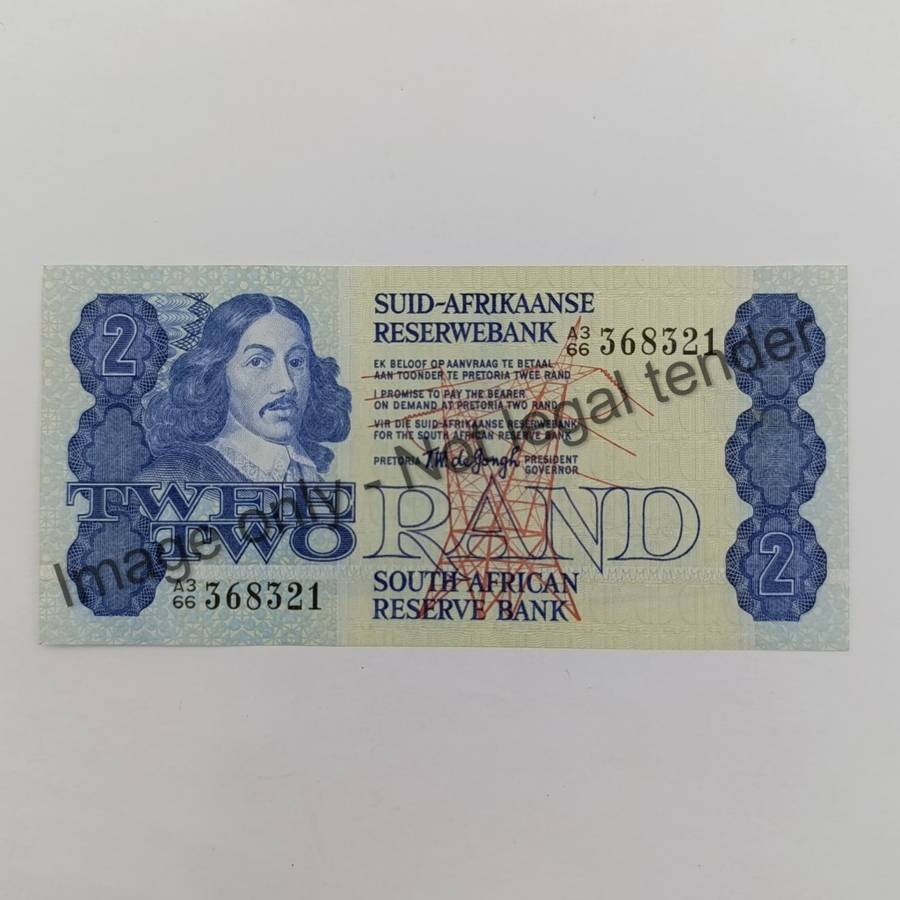 2
SUID-AFRIKAANSE
RESERWEBANK
A3
66 368321
EK BELOOF OP AANVRAAG TE BETAAL
AAN TOONDER TE PRETORIA TWEE RAND
I PROMISE TO PAY THE BEARER
ON DEMAND AT PRETORIA TWO RAND
VIR DIE SUID-AFRIKAANSE RESERWEBANK
FOR THE SOUTH AFRICAN RESERVE BANK
PRETORIA T.W. de Jongh PRESIDENT
GOVERNOR
TWEE
TWO RAND
2
A3
66 368321
SOUTH AFRICAN
RESERVE BANK
Image only - Not legal tender